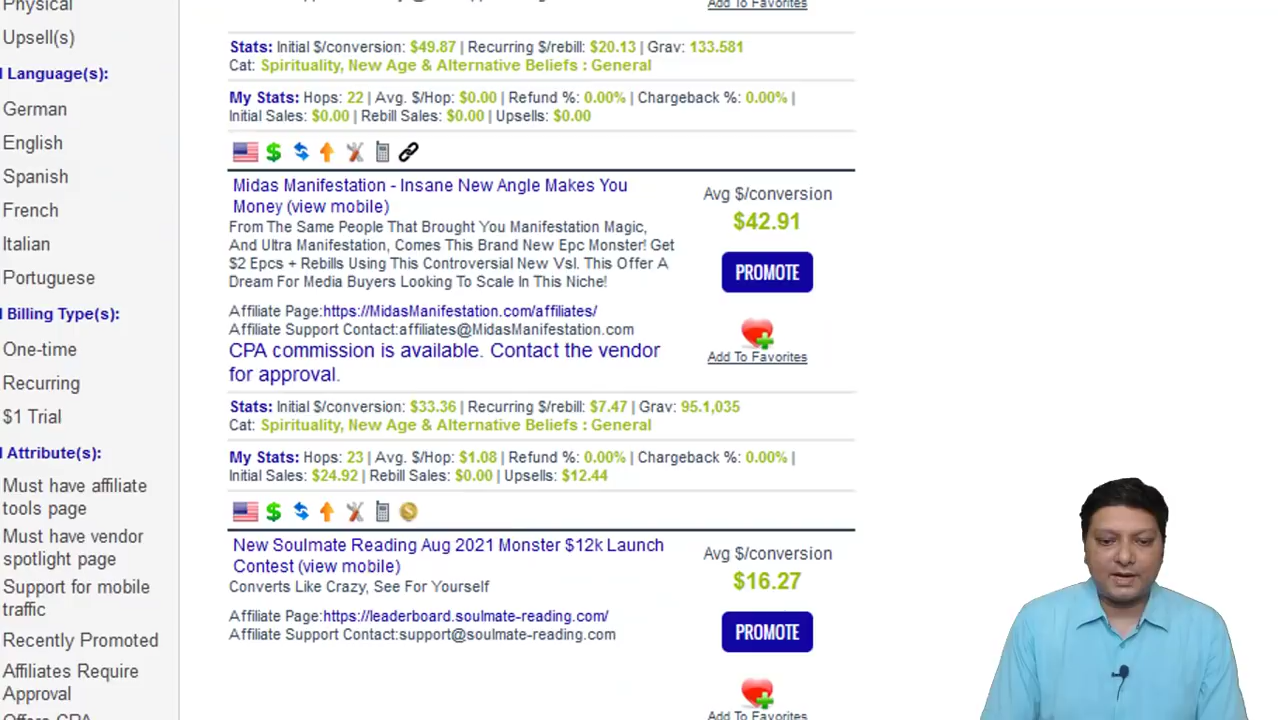 Physical
Upsell(s)
Language(s):
German
English
Spanish
French
Italian
Portuguese
Billing Type(s):
One-time
Recurring
$1 Trial
Attribute(s):
Must have affiliate
tools page
Must have vendor
spotlight page
Support for mobile
traffic
Recently Promoted
Affiliates Require
Approval
Offers CPA
Add To Favorites
Stats: Initial $/conversion: $49.87 | Recurring $/rebill: $20.13 | Grav: 133.581
Cat: Spirituality, New Age & Alternative Beliefs : General
My Stats: Hops: 22 | Avg. $/Hop: $0.00 | Refund %: 0.00% | Chargeback %: 0.00% |
Initial Sales: $0.00 | Rebill Sales: $0.00 | Upsells: $0.00
Midas Manifestation - Insane New Angle Makes You
Money (view mobile)
From The Same People That Brought You Manifestation Magic,
And Ultra Manifestation, Comes This Brand New Epc Monster! Get
$2 Epcs + Rebills Using This Controversial New Vsl. This Offer A
Dream For Media Buyers Looking To Scale In This Niche!
Affiliate Page:https://MidasManifestation.com/affiliates/
Affiliate Support Contact:affiliates@MidasManifestation.com
CPA commission is available. Contact the vendor
for approval.
Avg $/conversion
$42.91
PROMOTE
Add To Favorites
Stats: Initial $/conversion: $33.36 | Recurring $/rebill: $7.47 | Grav: 95.1,035
Cat: Spirituality, New Age & Alternative Beliefs : General
My Stats: Hops: 23 | Avg. $/Hop: $1.08 | Refund %: 0.00% | Chargeback %: 0.00% |
Initial Sales: $24.92 | Rebill Sales: $0.00 | Upsells: $12.44
New Soulmate Reading Aug 2021 Monster $12k Launch
Contest (view mobile)
Converts Like Crazy, See For Yourself
Affiliate Page:https://leaderboard.soulmate-reading.com/
Affiliate Support Contact:support@soulmate-reading.com
Avg $/conversion
$16.27
PROMOTE
Add To Favorites